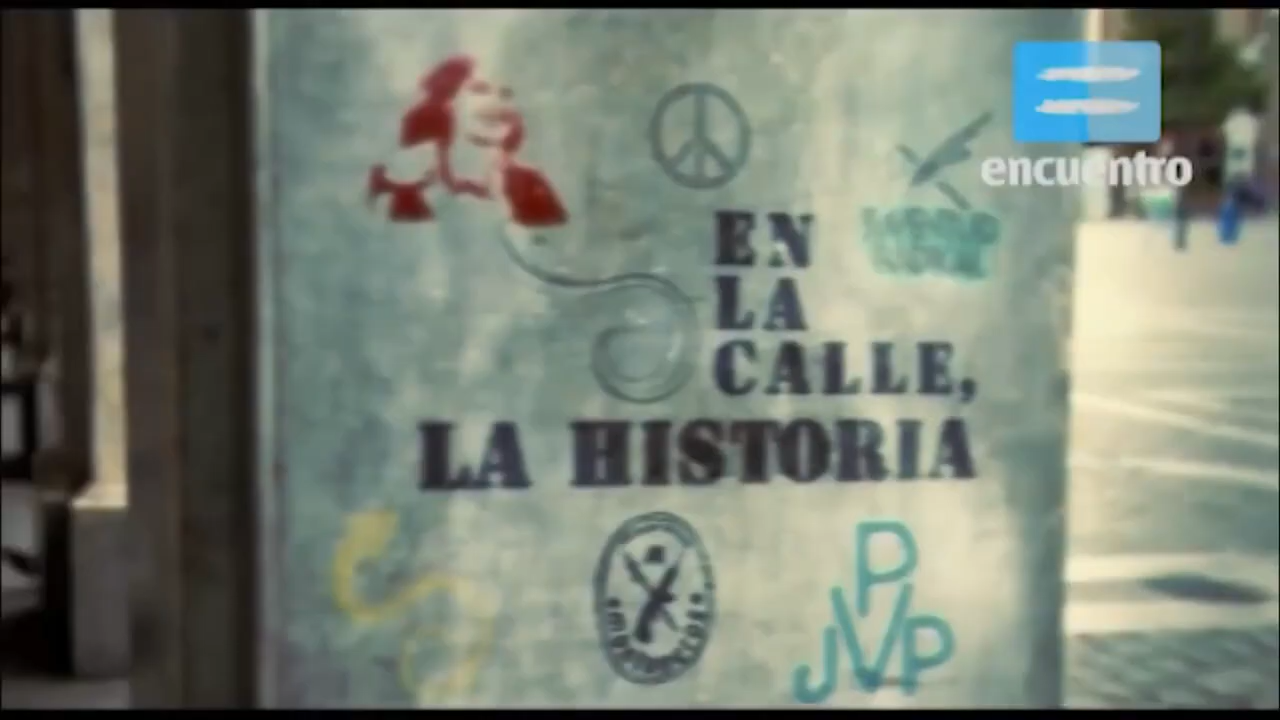 encuentro
EN
LA
CALLE,
LA HISTORIA
P
JVP